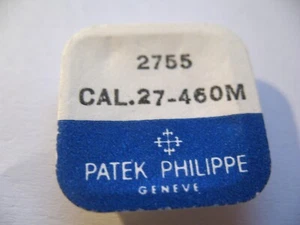 2755
CAL.27-460M
PATEK PHILIPPE
GENEVE